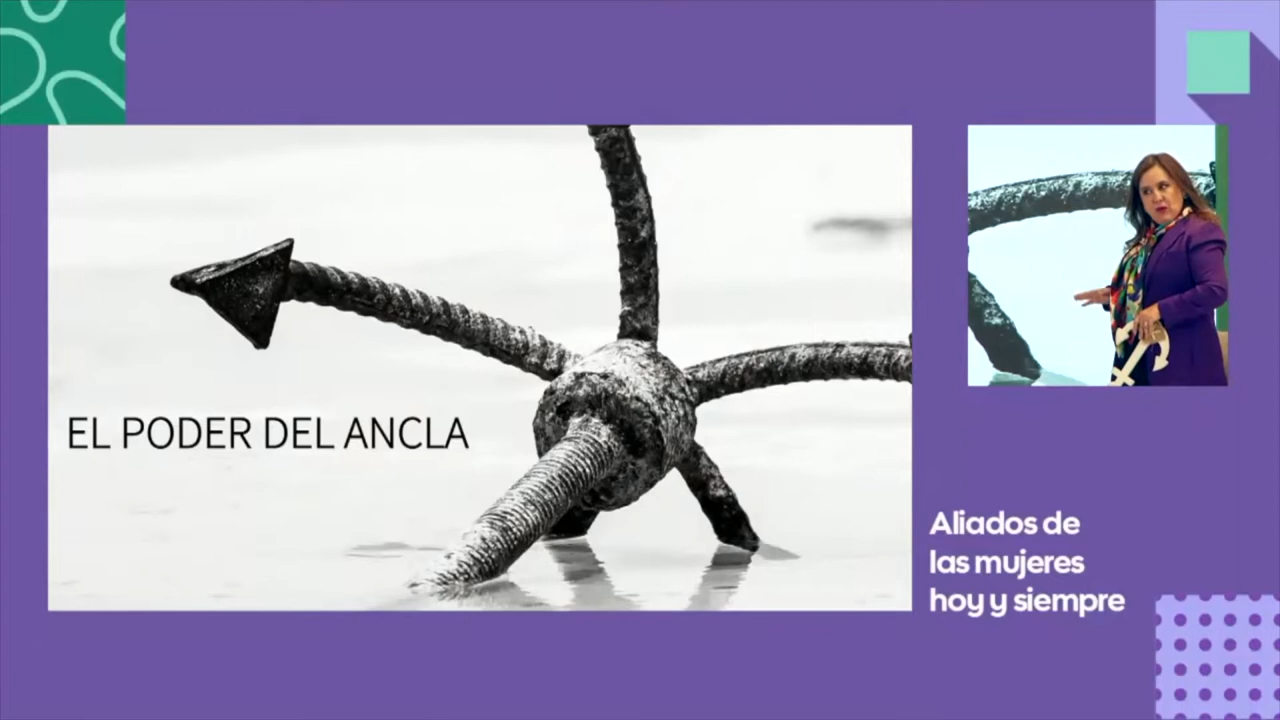 EL PODER DEL ANCLA
Aliados de
las mujeres
hoy y siempre